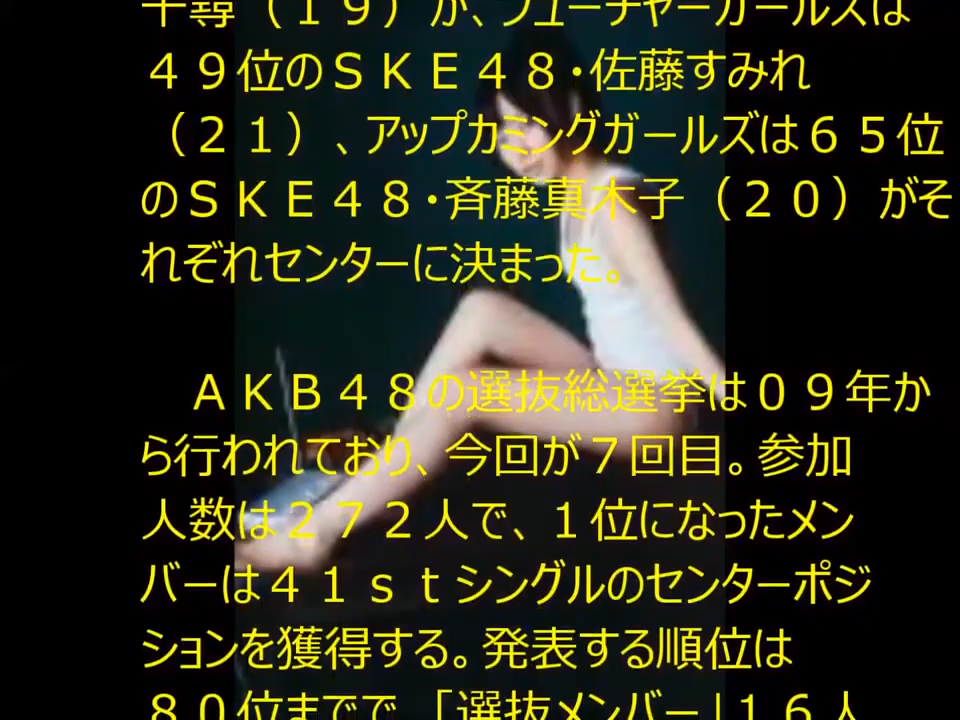 千尋（１９）が、フューチャーガールズは
４９位のＳＫＥ４８・佐藤すみれ
（２１）、アップカミングガールズは６５位
のＳＫＥ４８・斉藤真木子（２０）がそ
れぞれセンターに決まった。
ＡＫＢ４８の選抜総選挙は０９年か
ら行われており、今回が７回目。参加
人数は２７２人で、１位になったメン
バーは４１ｓｔシングルのセンターポジ
ションを獲得する。発表する順位は
８０位までで、「選抜メンバー」１６人